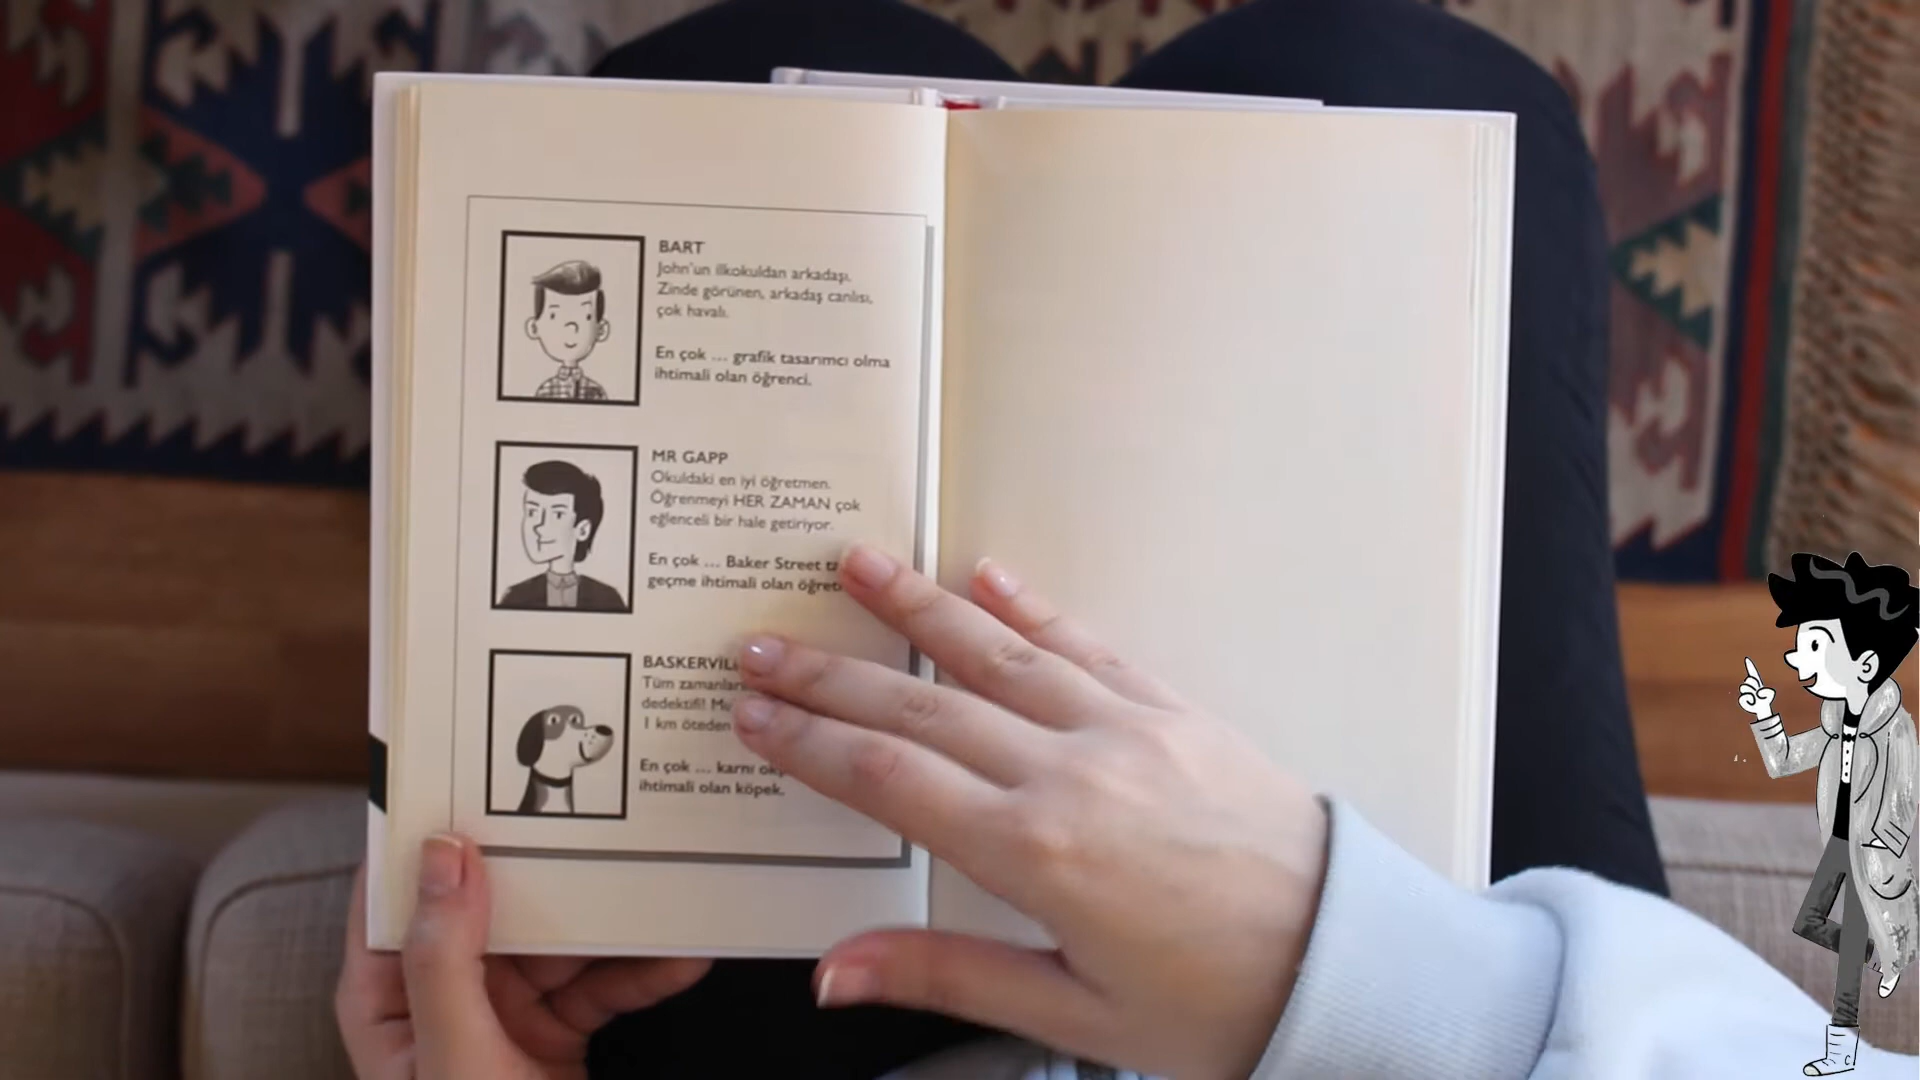 BART
John'un ilkokuldan arkadaşı.
Zinde görünen, arkadaş canlısı,
çok havalı.
En çok ... grafik tasarımcı olma
ihtimali olan öğrenci.
MR GAPP
Okuldaki en iyi öğretmen.
Öğrenmeyi HER ZAMAN çok
eğlenceli bir hale getiriyor.
En çok ... Baker Street
geçme ihtimali olan
Tüm
dedektifi!
1 km öteden
En çok ... karnı
ihtimali olan köpek.